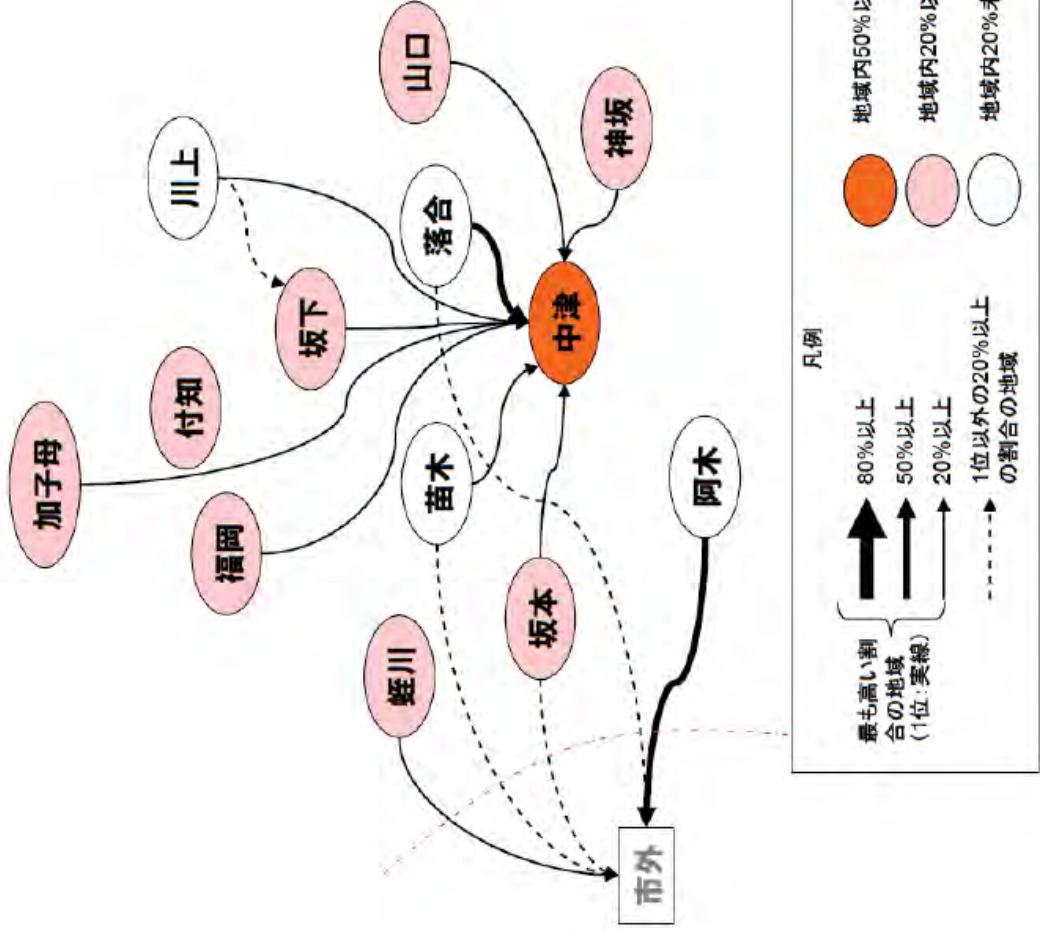 加子母
付知
福岡
蛭川
川上
坂下
苗木
坂本
山口
落合
神坂
中津
阿木
市外
凡例
最も高い割
合の地域
(1位:実線)
80%以上
50%以上
20%以上
1位以外の20%以上
の割合の地域
地域内50%以
地域内20%以
地域内20%未